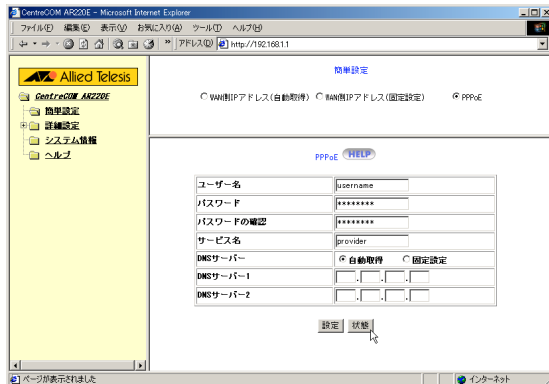 CentreCOM AR220E - Microsoft Internet Explorer
ファイル(F) 編集(E) 表示(V) お気に入り(A) ツール(T) ヘルプ(H)
アドレス(D) http://192.168.1.1
Allied Telesis
CentreCOM AR220E
簡単設定
詳細設定
システム情報
ヘルプ
簡単設定
WAN側IPアドレス(自動取得) WAN側IPアドレス(固定設定) PPPoE
PPPoE HELP
ユーザー名 username
パスワード ********
パスワードの確認 ********
サービス名 provider
DNSサーバー 自動取得 固定設定
DNSサーバー1 . . .
DNSサーバー2 . . .
設定 状態
ページが表示されました インターネット